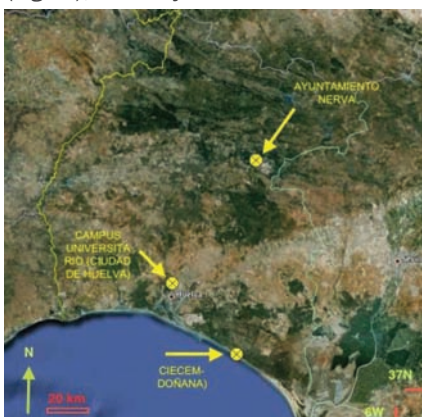 AYUNTAMIENTO
NERVA
CAMPUS
UNIVERSITA
RIO (CIUDAD
DE HUELVA)
CIECEM-
DOÑANA)
N
20 km
37N
6W